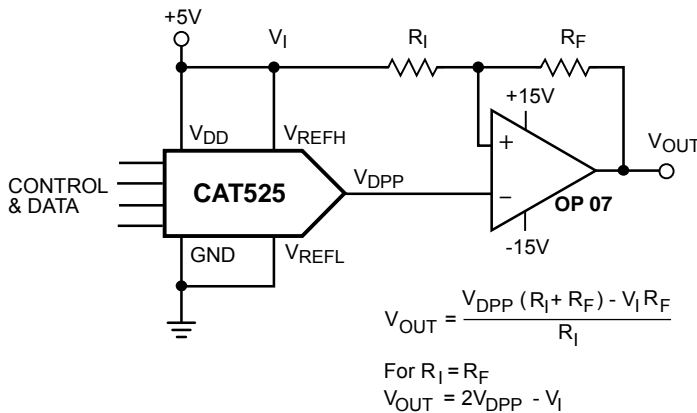 +5V
V_I
R_I
R_F
+15V
V_DD
V_REFH
V_OUT
+
CONTROL
& DATA
CAT525
V_DPP
–
OP 07
GND
V_REFL
-15V
V_OUT = V_DPP (R_I + R_F) - V_I R_F
R_I
For R_I = R_F
V_OUT = 2V_DPP - V_I